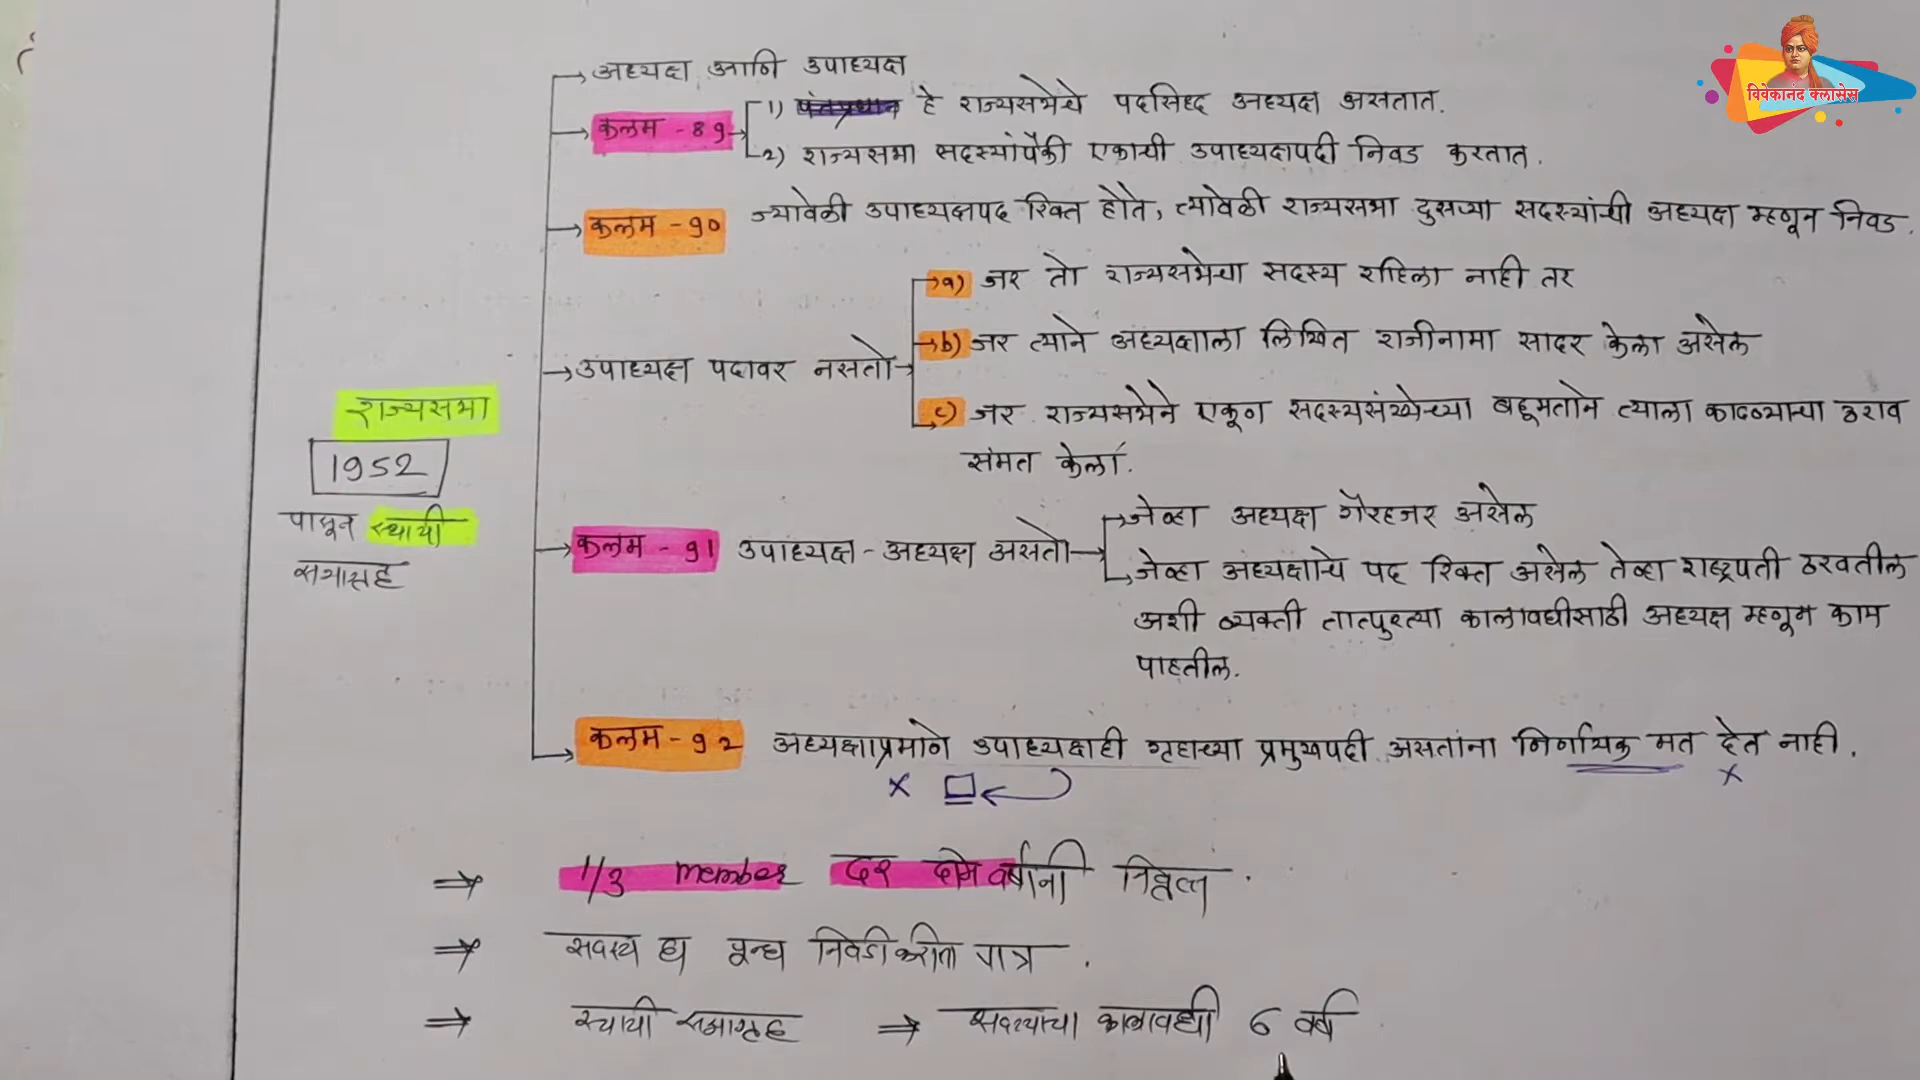 विवेकानंद क्लासेस
अध्यक्ष आणि उपाध्यक्ष
कलम - 89
1) पंतप्रधान हे राज्यसभेचे पदसिध्द अध्यक्ष असतात.
2) राज्यसभा सदस्यांपैकी एकाची उपाध्यक्षपदी निवड करतात.
कलम - 90 ज्यावेळी उपाध्यक्षपद रिक्त होते, त्यावेळी राज्यसभा दुसऱ्या सदस्यांची अध्यक्ष म्हणून निवड.
उपाध्यक्ष पदावर नसतो
a) जर तो राज्यसभेचा सदस्य राहिला नाही तर
b) जर त्याने अध्यक्षाला लिखित राजीनामा सादर केला असेल
c) जर राज्यसभेने एकूण सदस्यसंख्येच्या बहूमताने त्याला काढण्याचा ठराव
संमत केला.
राज्यसभा
1952
पासून स्थायी
सभागृह
कलम - 91 उपाध्यक्ष - अध्यक्ष असतो
जेव्हा अध्यक्ष गैरहजर असेल
जेव्हा अध्यक्षाचे पद रिक्त असेल तेव्हा राष्ट्रपती ठरवतील
अशी व्यक्ती तात्पुरत्या कालावधीसाठी अध्यक्ष म्हणून काम
पाहतील.
कलम - 92 अध्यक्षाप्रमाणे उपाध्यक्षही गृहाच्या प्रमुखपदी असतांना निर्णायक मत देत नाही.
⇒ 1/3 member दर दोन वर्षांनी निवृत्त.
⇒ सदस्य हा पुन्हा निवडीकरीता पात्र.
⇒ स्थायी सभागृह ⇒ सदस्याचा कालावधी 6 वर्ष